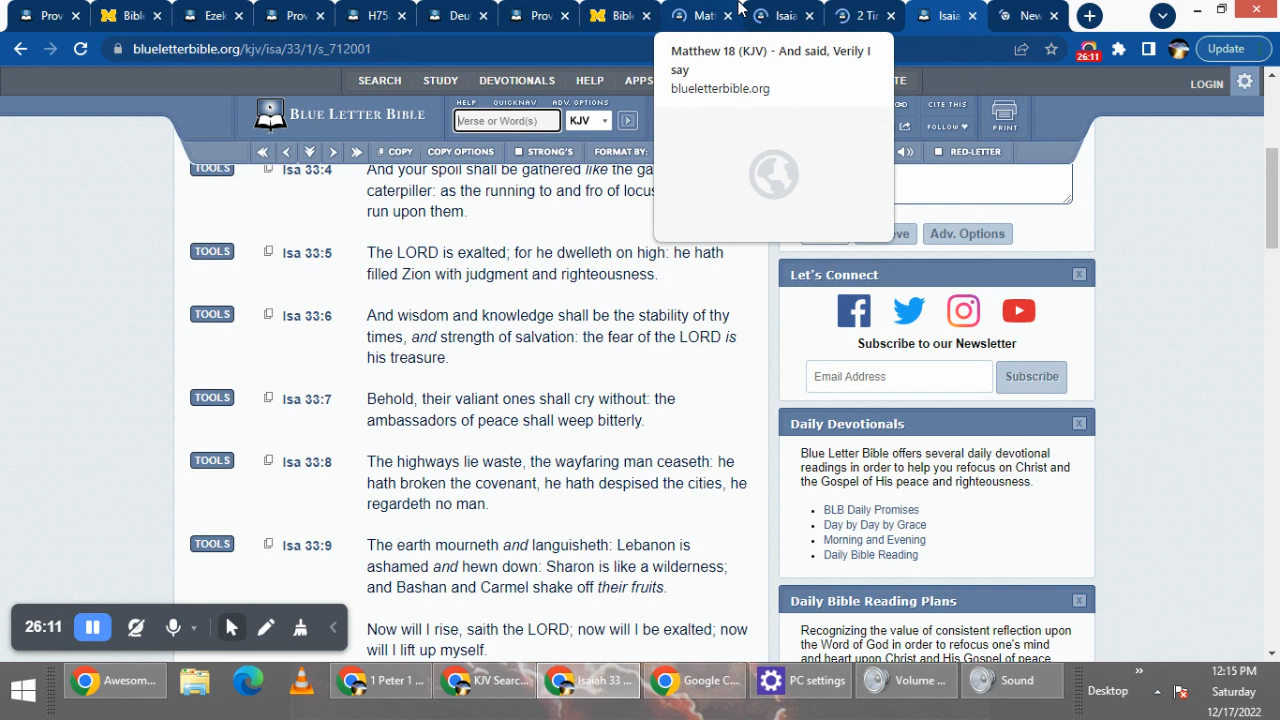 Prov
Bible
Ezek
Prov
H75
Deut
Prov
Bible
Mat
Isaia
2 Tir
Isaia
New
blueletterbible.org/kjv/isa/33/1/s_712001
26:11
Update
Matthew 18 (KJV) - And said, Verily I
say
blueletterbible.org
SEARCH
STUDY
DEVOTIONALS
HELP
APPS
TE
LOGIN
BLUE LETTER BIBLE
HELP
QUICKNAV
ADV. OPTIONS
Verse or Word(s)
KJV
CITE THIS
FOLLOW
PRINT
COPY
COPY OPTIONS
STRONG'S
FORMAT BY:
RED-LETTER
TOOLS
Isa 33:4
And your spoil shall be gathered like the ga
caterpiller: as the running to and fro of locus
run upon them.
TOOLS
Isa 33:5
The LORD is exalted; for he dwelleth on high: he hath
filled Zion with judgment and righteousness.
TOOLS
Isa 33:6
And wisdom and knowledge shall be the stability of thy
times, and strength of salvation: the fear of the LORD is
his treasure.
TOOLS
Isa 33:7
Behold, their valiant ones shall cry without: the
ambassadors of peace shall weep bitterly.
TOOLS
Isa 33:8
The highways lie waste, the wayfaring man ceaseth: he
hath broken the covenant, he hath despised the cities, he
regardeth no man.
TOOLS
Isa 33:9
The earth mourneth and languisheth: Lebanon is
ashamed and hewn down: Sharon is like a wilderness;
and Bashan and Carmel shake off their fruits.
Now will I rise, saith the LORD; now will I be exalted; now
will I lift up myself.
eve
Adv. Options
Let's Connect
x
Subscribe to our Newsletter
Email Address
Subscribe
Daily Devotionals
x
Blue Letter Bible offers several daily devotional
readings in order to help you refocus on Christ and
the Gospel of His peace and righteousness.
BLB Daily Promises
Day by Day by Grace
Morning and Evening
Daily Bible Reading
Daily Bible Reading Plans
x
Recognizing the value of consistent reflection upon
the Word of God in order to refocus one's mind
and heart upon Christ and His Gospel of peace
26:11
Awesom...
1 Peter 1 ...
KJV Searc...
Isaiah 33 ...
Google C...
PC settings
Volume ...
Sound
»
Desktop
12:15 PM
Saturday
12/17/2022